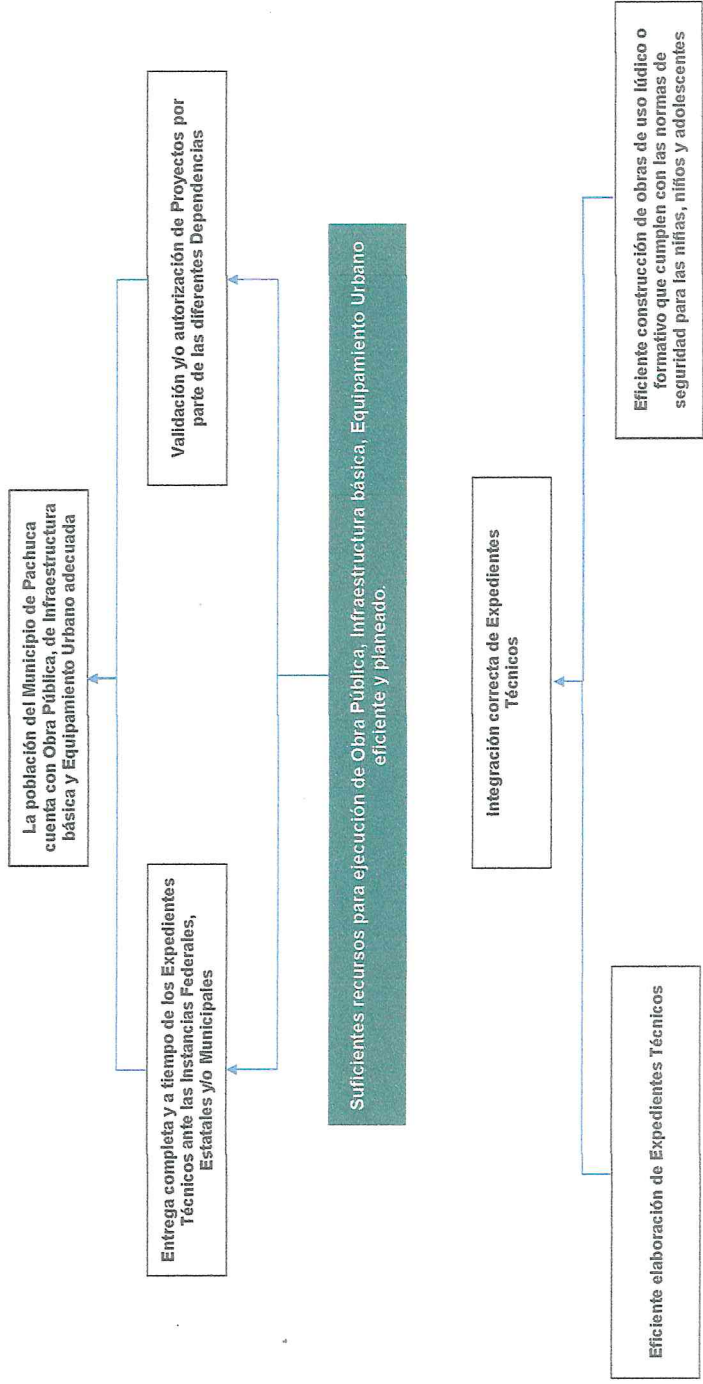 La población del Municipio de Pachuca
cuenta con Obra Pública, de Infraestructura
básica y Equipamiento Urbano adecuada
Entrega completa y a tiempo de los Expedientes
Técnicos ante las Instancias Federales,
Estatales y/o Municipales
Validación y/o autorización de Proyectos por
parte de las diferentes Dependencias
Suficientes recursos para ejecución de Obra Pública, Infraestructura básica, Equipamiento Urbano
eficiente y planeado.
Integración correcta de Expedientes
Técnicos
Eficiente elaboración de Expedientes Técnicos
Eficiente construcción de obras de uso lúdico o
formativo que cumplen con las normas de
seguridad para las niñas, niños y adolescentes